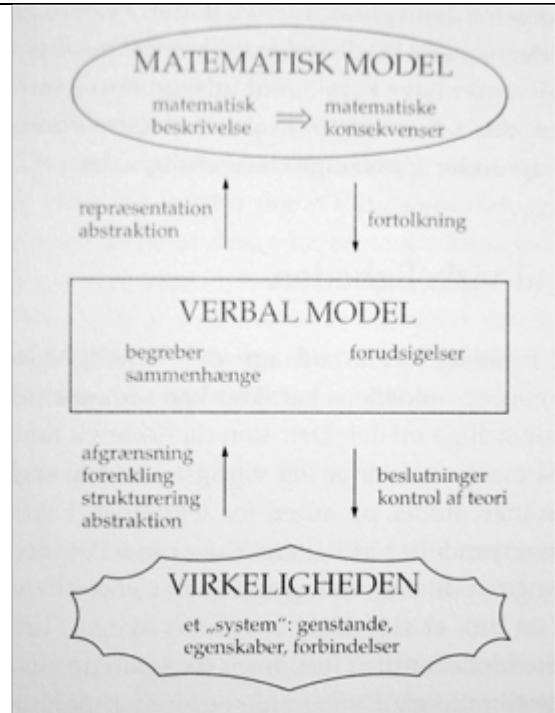 MATEMATISK MODEL
matematisk ⇒ matematiske
beskrivelse konsekvenser
repræsentation
abstraktion
fortolkning
VERBAL MODEL
begreber
sammenhænge
forudsigelser
afgrænsning
forenkling
strukturering
abstraktion
beslutninger
kontrol af teori
VIRKELIGHEDEN
et „system“: genstande,
egenskaber, forbindelser